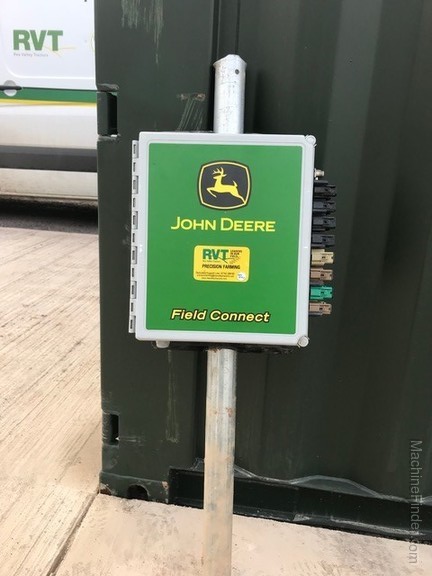 RVT
JOHN DEERE
RVT
PRECISION FARMING
Field Connect
MachineFinder.com